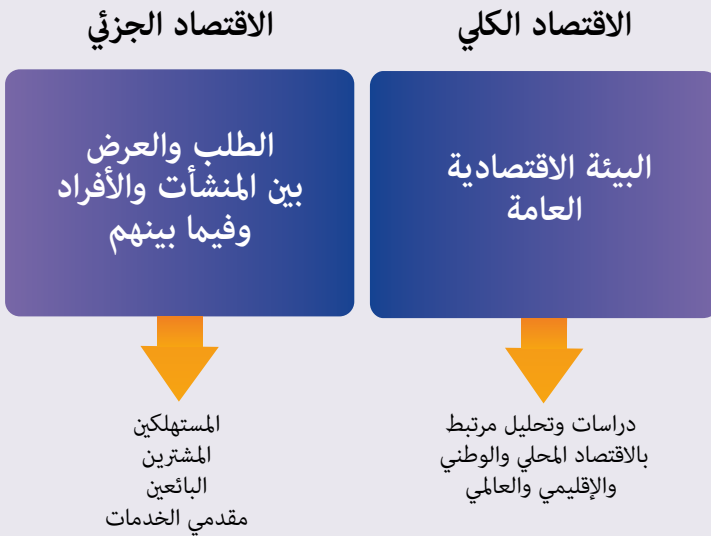 الاقتصاد الكلي
البيئة الاقتصادية
العامة
دراسات وتحليل مرتبط
بالاقتصاد المحلي والوطني
والإقليمي والعالمي
الاقتصاد الجزئي
الطلب والعرض
بين المنشأت والأفراد
وفيما بينهم
المستهلكين
المشترين
البائعين
مقدمي الخدمات